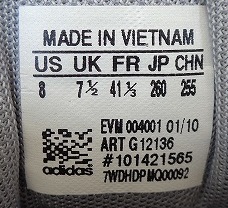 MADE IN VIETNAM
US UK FR JP CHN
8 7½ 41⅓ 260 255
EVM 004001 01/10
ART G12136
#101421565
adidas 7WDHDPMQ00092